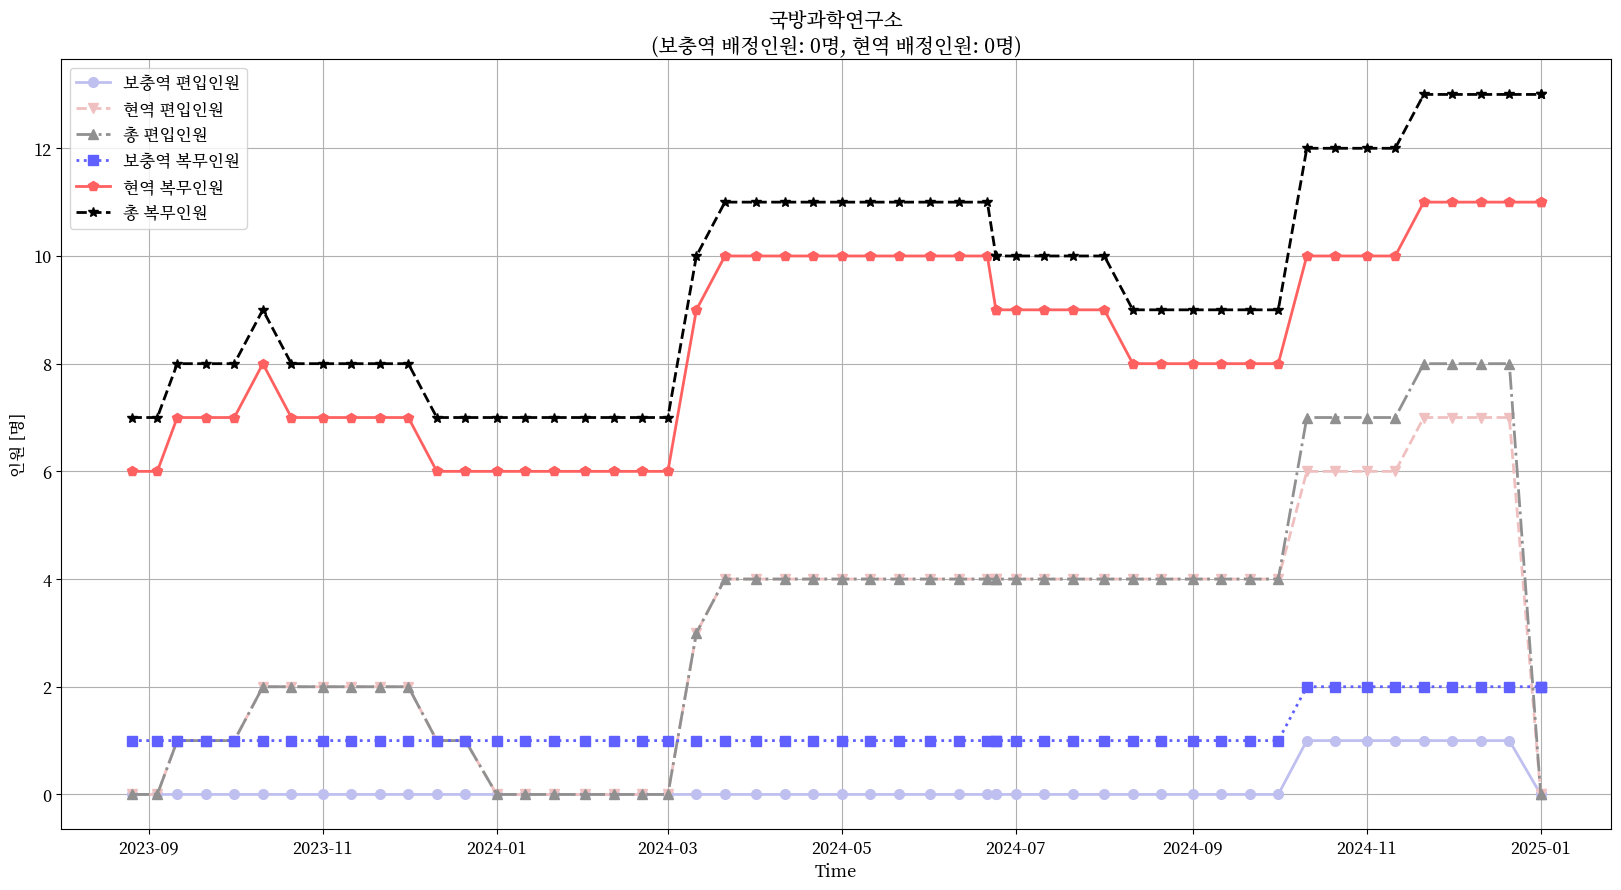 국방과학연구소
(보충역 배정인원: 0명, 현역 배정인원: 0명)
보충역 편입인원
현역 편입인원
총 편입인원
보충역 복무인원
현역 복무인원
총 복무인원
12
10
8
6
4
2
0
인원 [명]
2023-09
2023-11
2024-01
2024-03
2024-05
2024-07
2024-09
2024-11
2025-01
Time